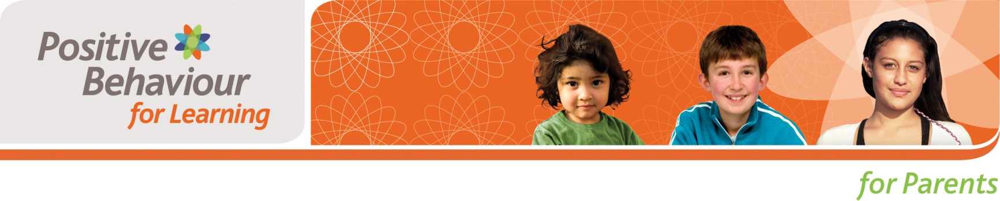 Positive
Behaviour
for Learning
for Parents